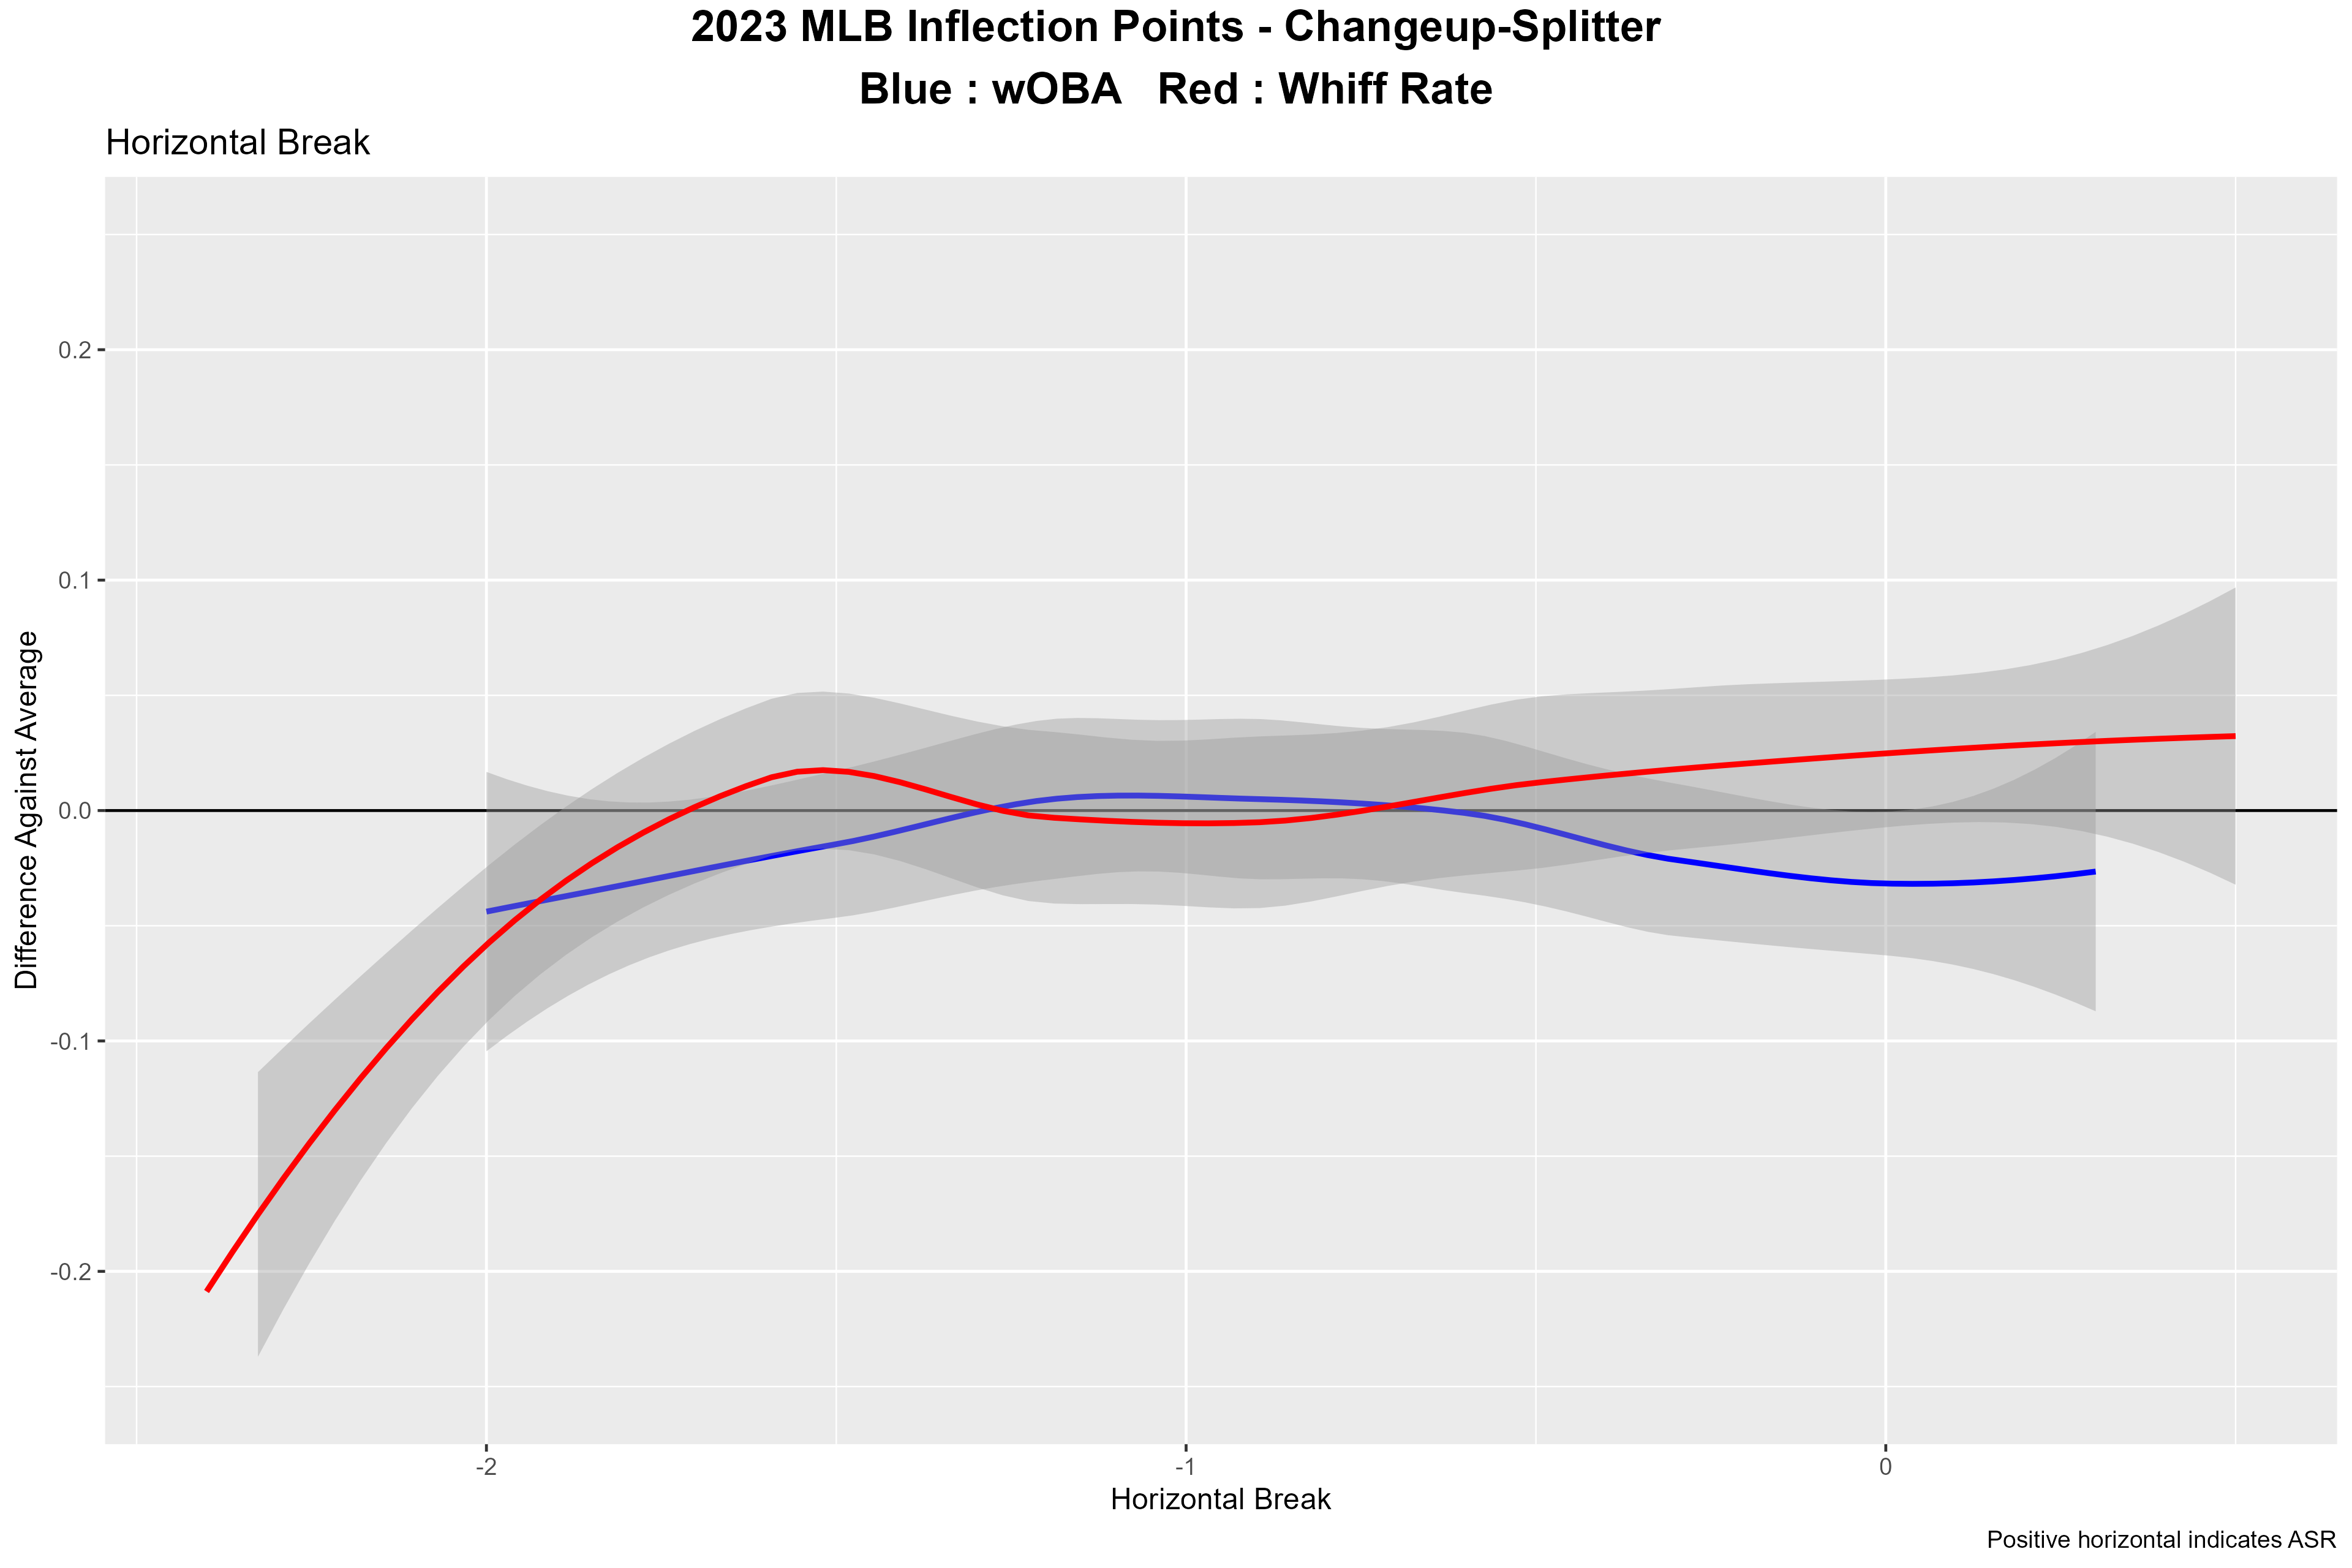 2023 MLB Inflection Points - Changeup-Splitter
Blue : wOBA   Red : Whiff Rate
Horizontal Break
Difference Against Average
0.2
0.1
0.0
-0.1
-0.2
-2
-1
0
Horizontal Break
Positive horizontal indicates ASR